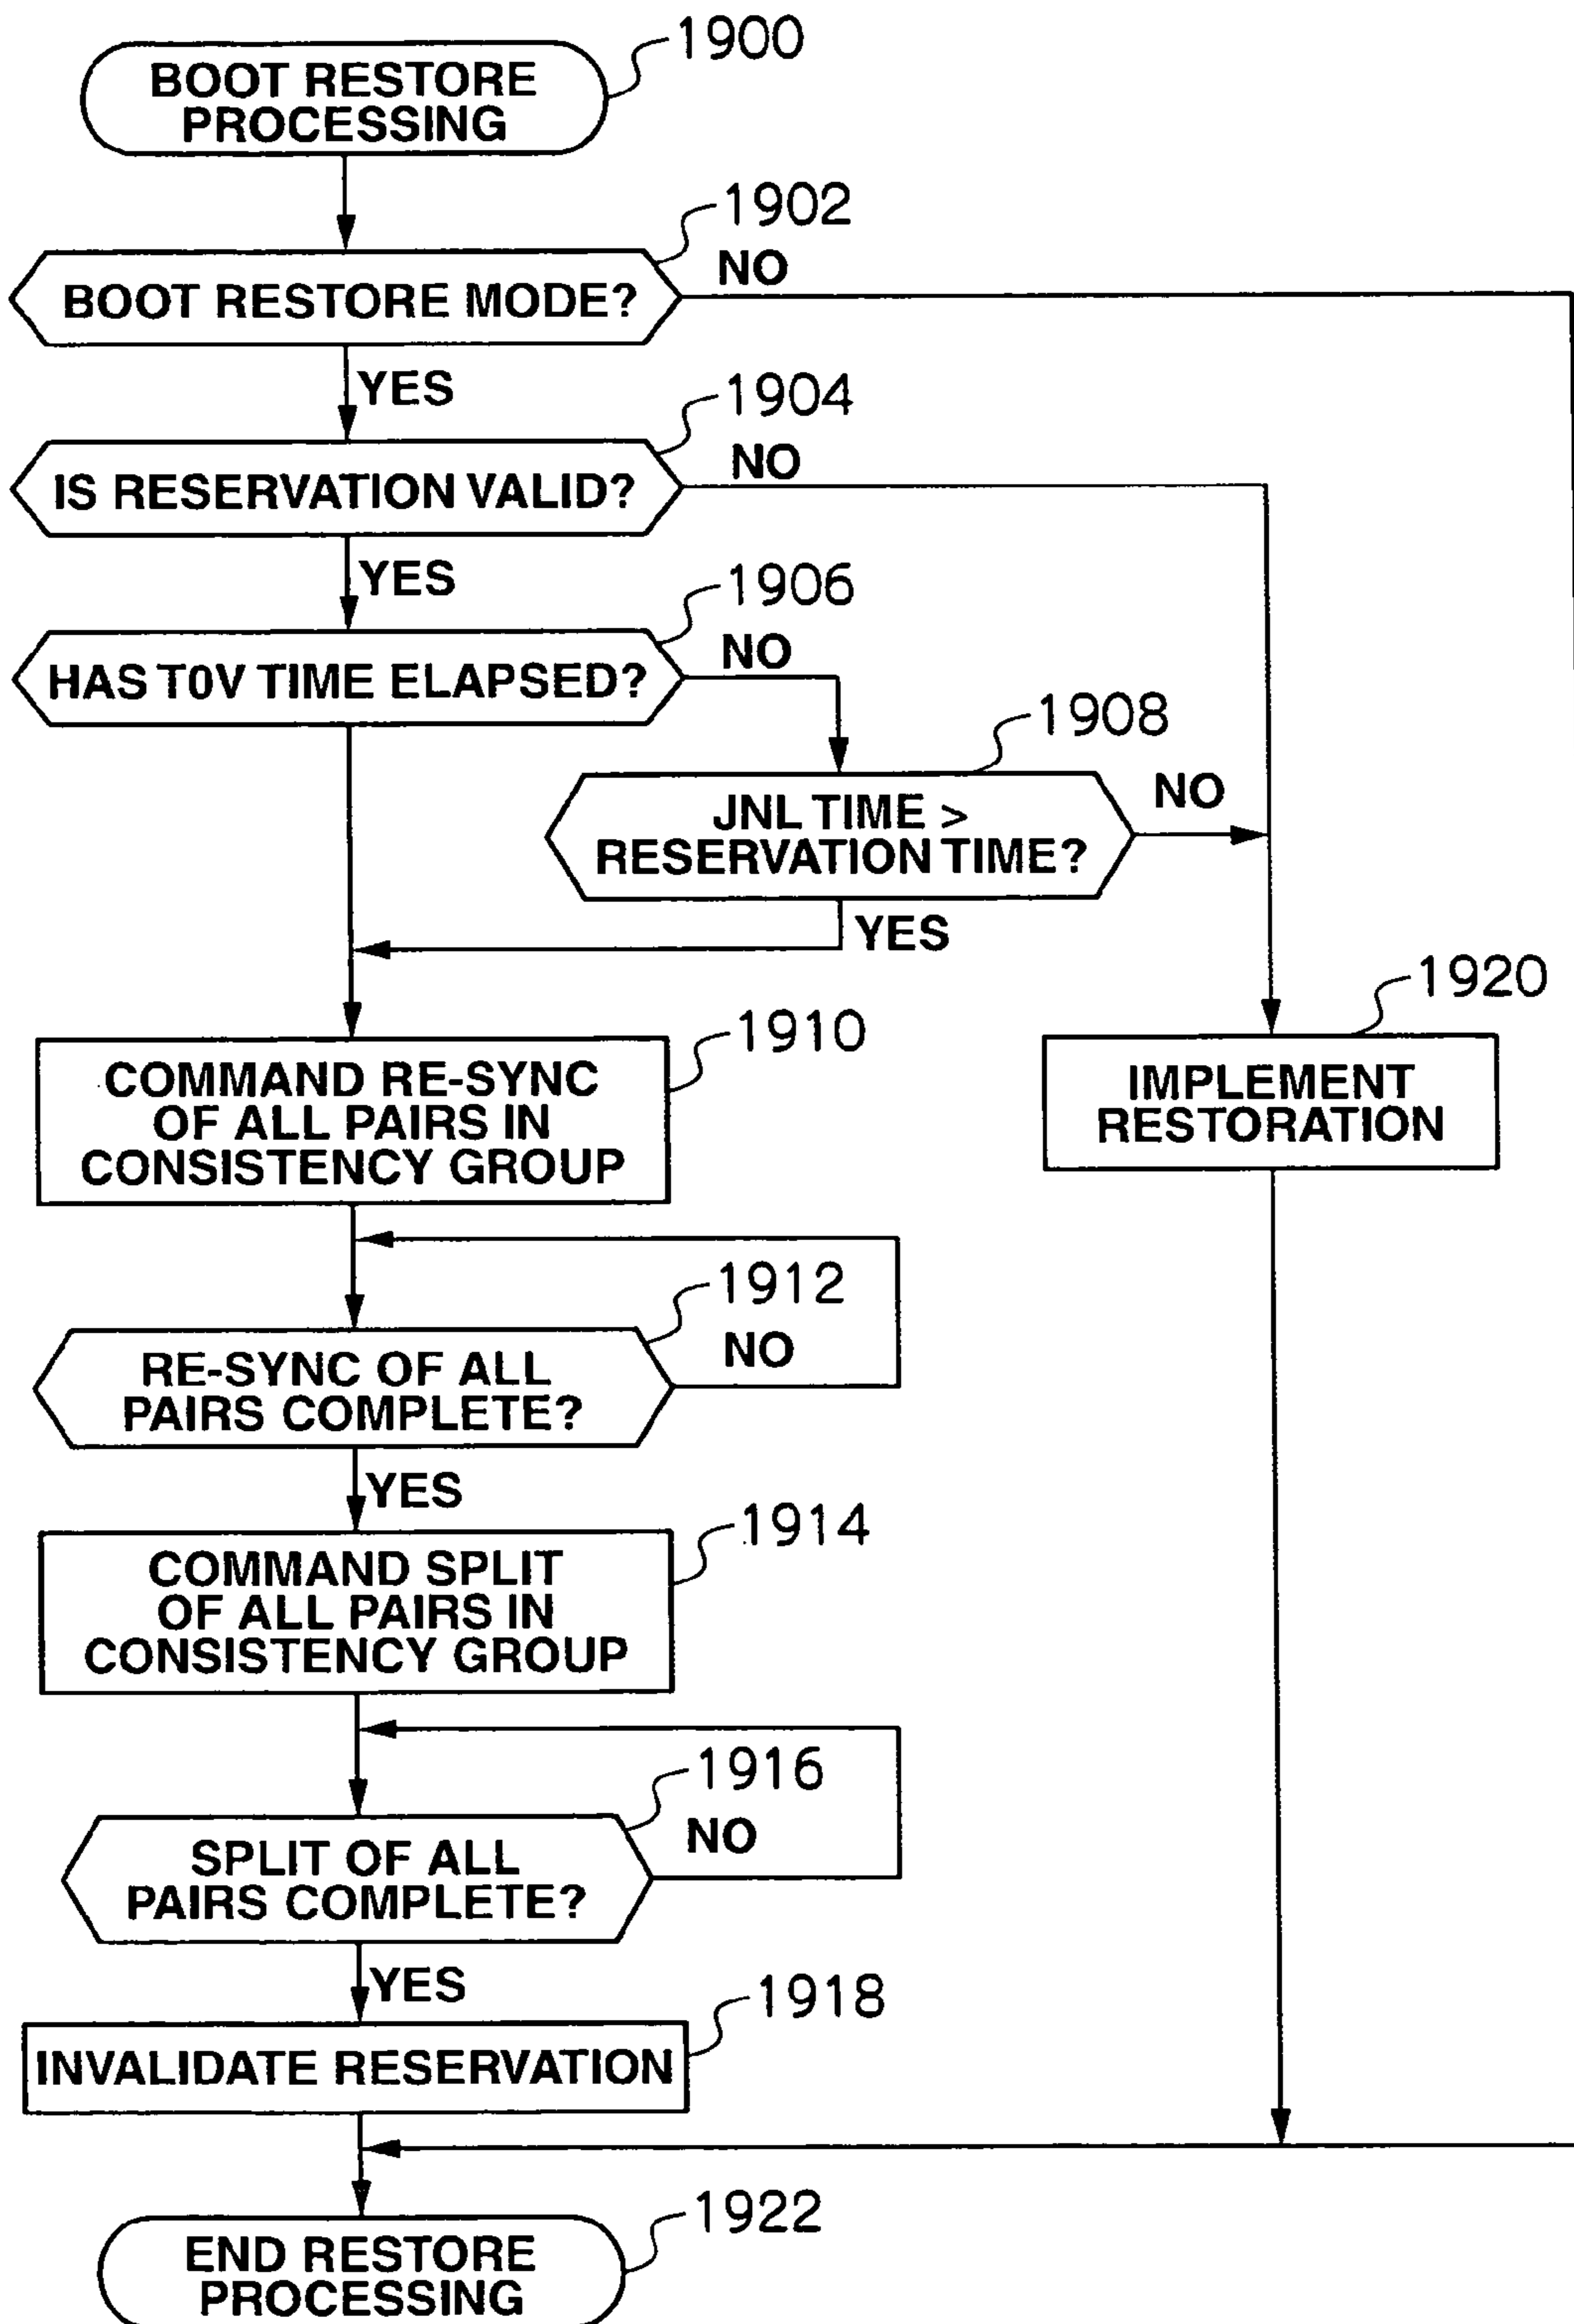 1900
BOOT RESTORE
PROCESSING
1902
BOOT RESTORE MODE?
NO
YES
1904
IS RESERVATION VALID?
NO
YES
1906
HAS T0V TIME ELAPSED?
NO
1908
JNL TIME >
RESERVATION TIME?
NO
YES
1910
COMMAND RE-SYNC
OF ALL PAIRS IN
CONSISTENCY GROUP
1920
IMPLEMENT
RESTORATION
1912
RE-SYNC OF ALL
PAIRS COMPLETE?
NO
YES
1914
COMMAND SPLIT
OF ALL PAIRS IN
CONSISTENCY GROUP
1916
SPLIT OF ALL
PAIRS COMPLETE?
NO
YES
1918
INVALIDATE RESERVATION
1922
END RESTORE
PROCESSING